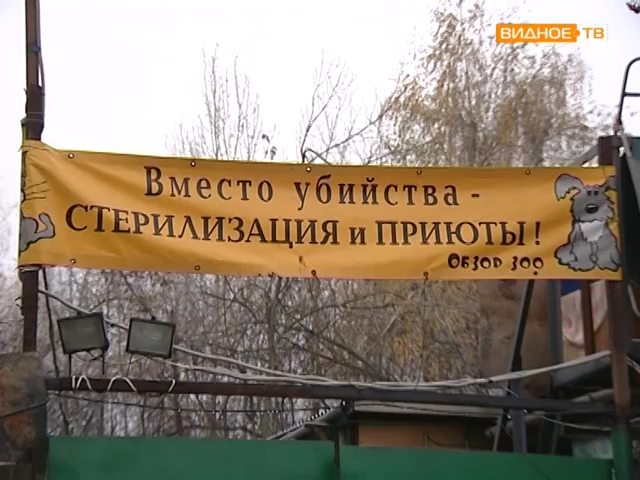 ВИДНОЕ ТВ
Вместо убийства -
СТЕРИЛИЗАЦИЯ и ПРИЮТЫ!
ОБЗОР ЗОО